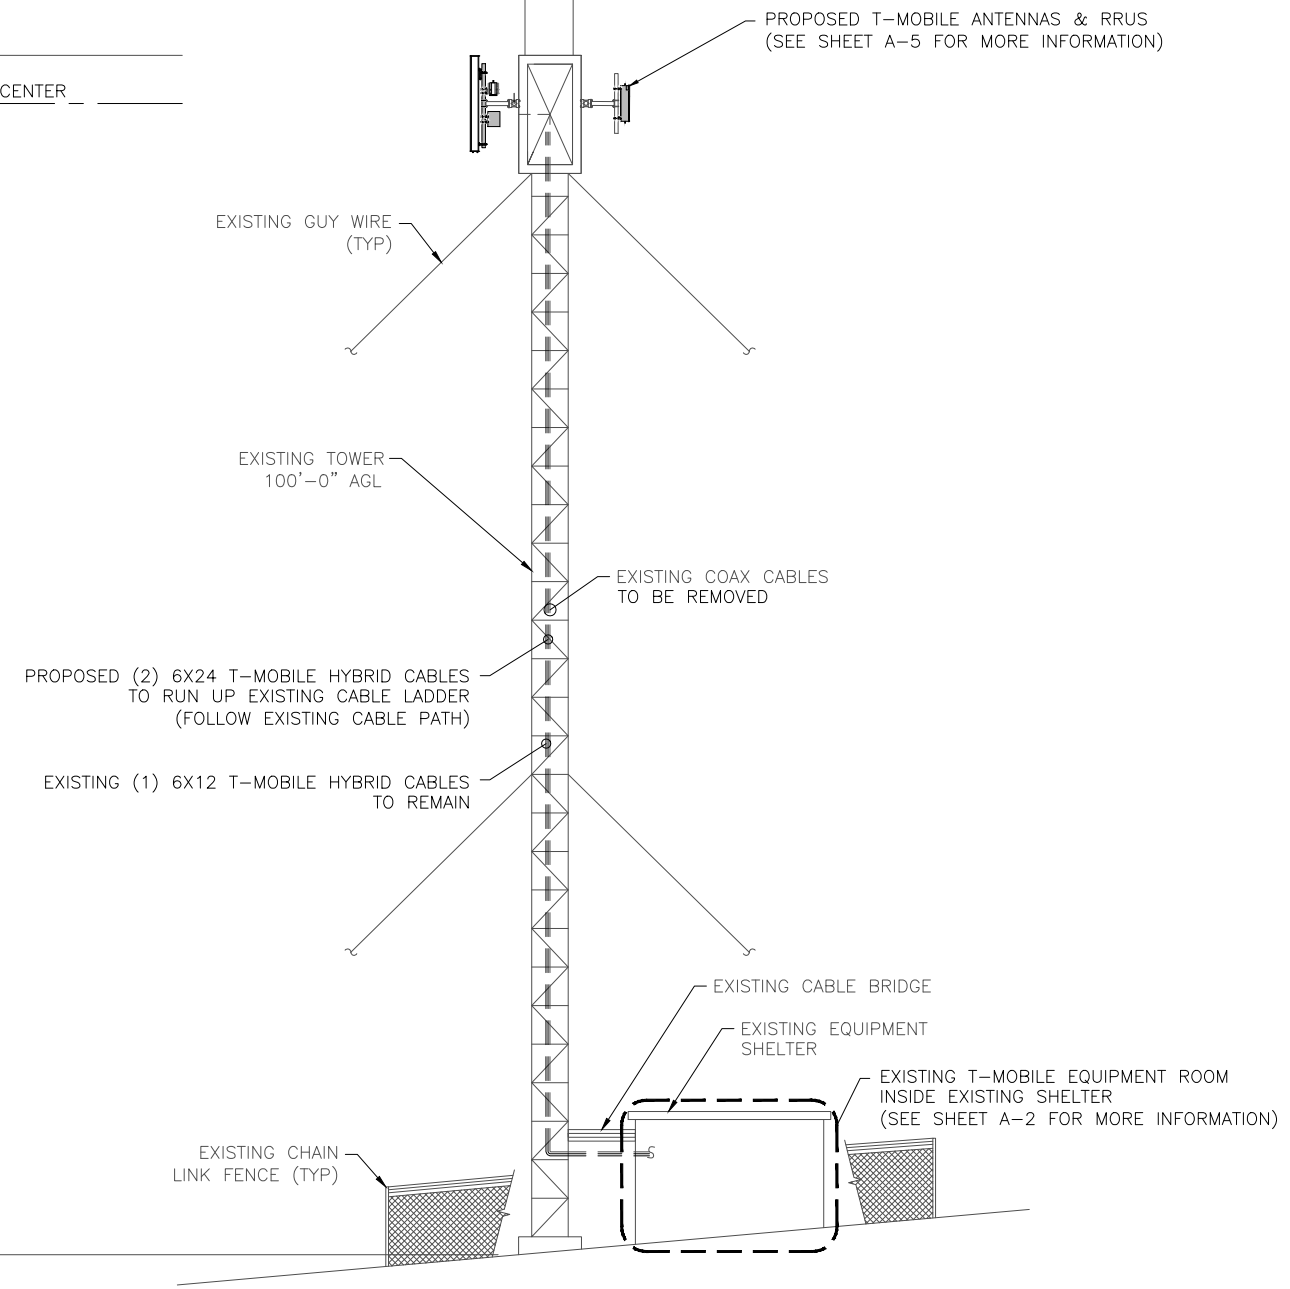 PROPOSED T-MOBILE ANTENNAS & RRUS
(SEE SHEET A-5 FOR MORE INFORMATION)
CENTER
EXISTING GUY WIRE
(TYP)
EXISTING TOWER
100'-0" AGL
EXISTING COAX CABLES
TO BE REMOVED
PROPOSED (2) 6X24 T-MOBILE HYBRID CABLES
TO RUN UP EXISTING CABLE LADDER
(FOLLOW EXISTING CABLE PATH)
EXISTING (1) 6X12 T-MOBILE HYBRID CABLES
TO REMAIN
EXISTING CABLE BRIDGE
EXISTING EQUIPMENT
SHELTER
EXISTING T-MOBILE EQUIPMENT ROOM
INSIDE EXISTING SHELTER
(SEE SHEET A-2 FOR MORE INFORMATION)
EXISTING CHAIN
LINK FENCE (TYP)